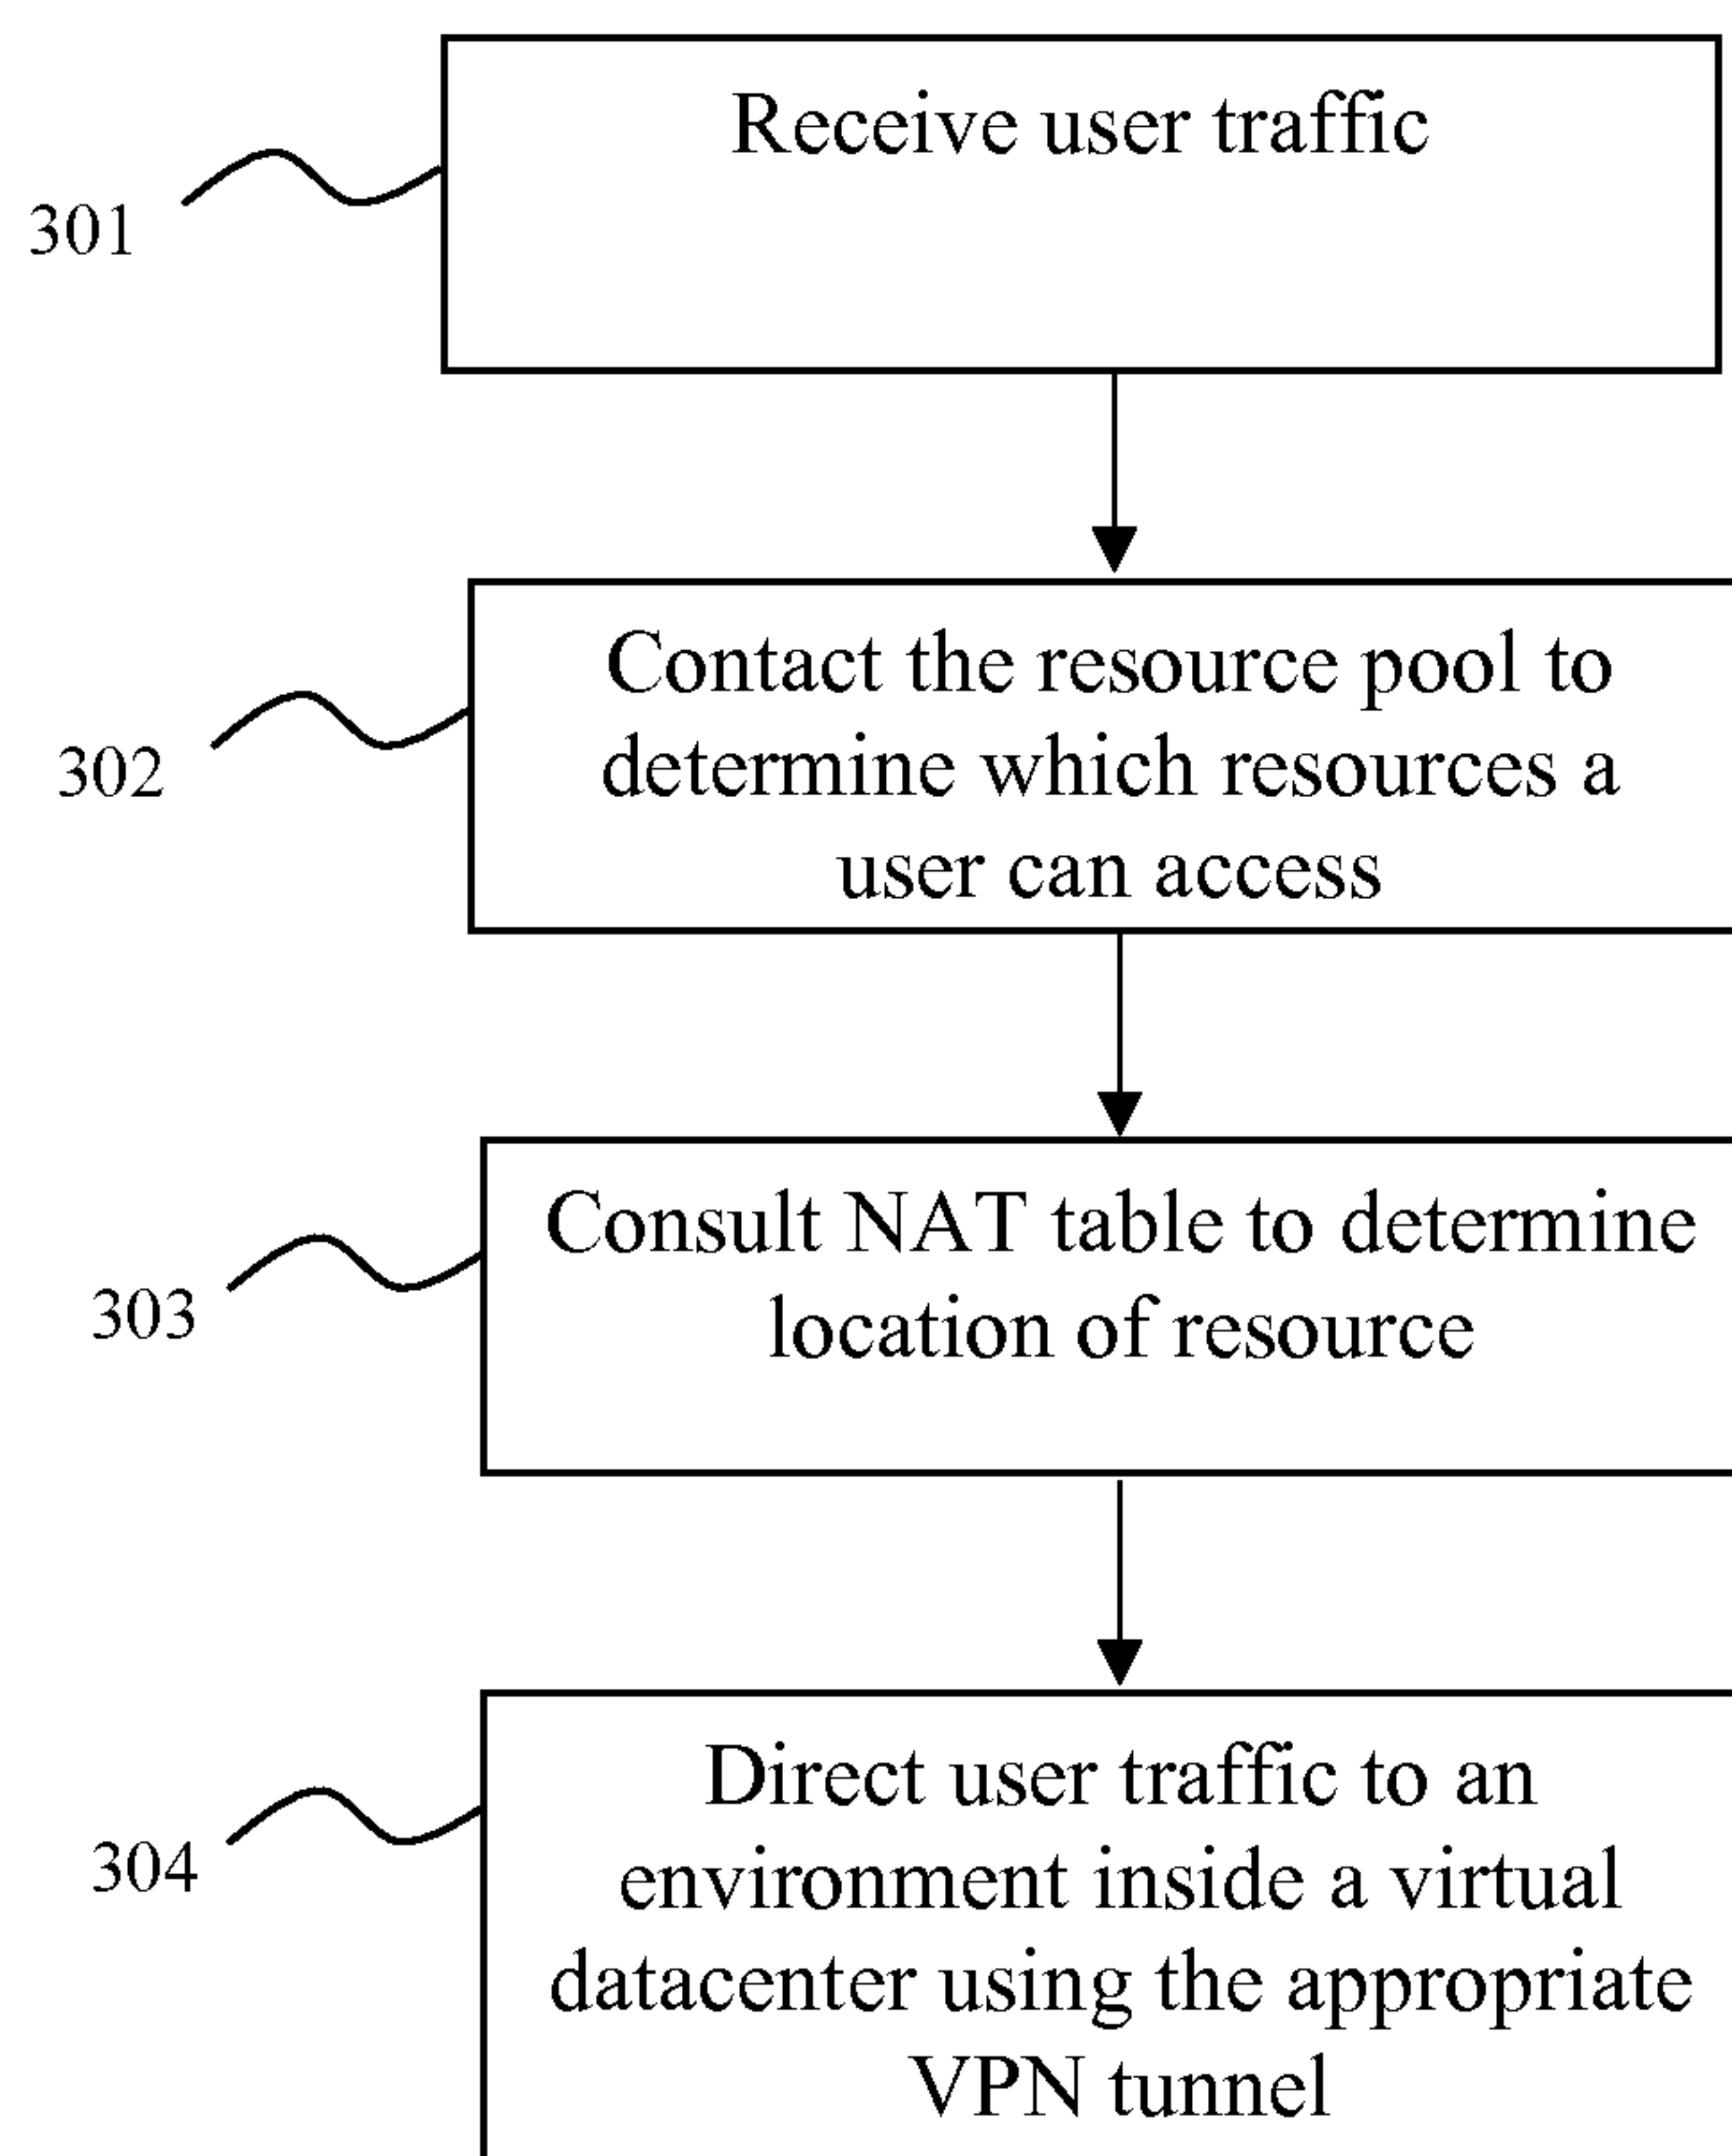 Receive user traffic
301
Contact the resource pool to
determine which resources a
user can access
302
Consult NAT table to determine
location of resource
303
Direct user traffic to an
environment inside a virtual
datacenter using the appropriate
VPN tunnel
304